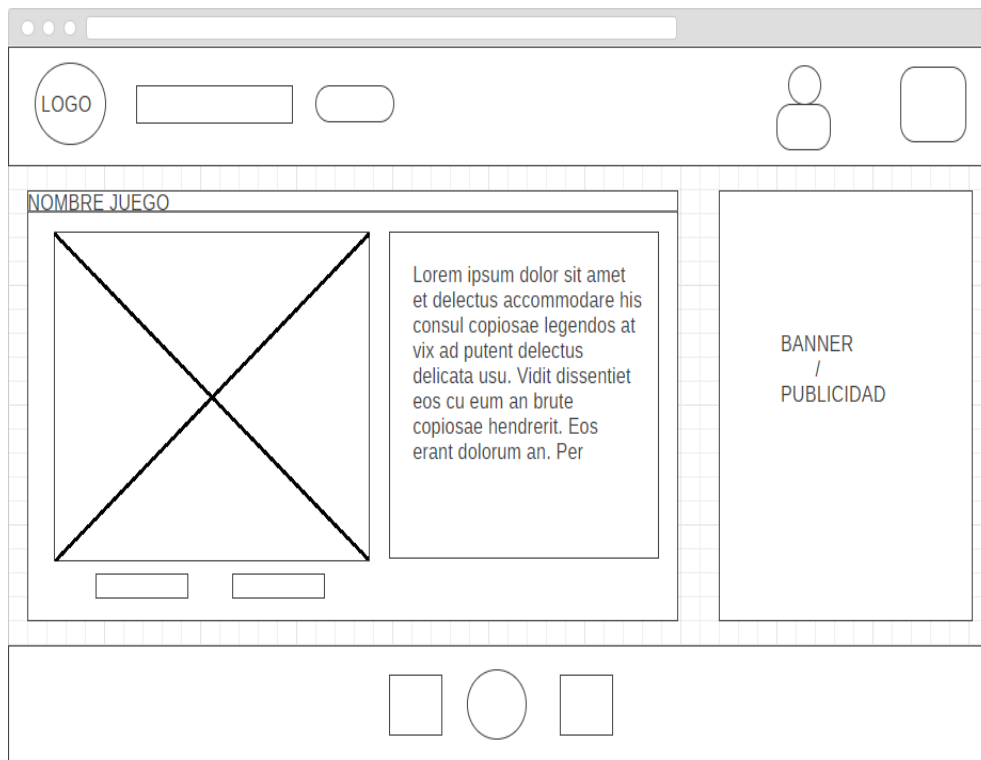 LOGO
NOMBRE JUEGO
Lorem ipsum dolor sit amet
et delectus accommodare his
consul copiosae legendos at
vix ad putent delectus
delicata usu. Vidit dissentiet
eos cu eum an brute
copiosae hendrerit. Eos
erant dolorum an. Per
BANNER
/
PUBLICIDAD